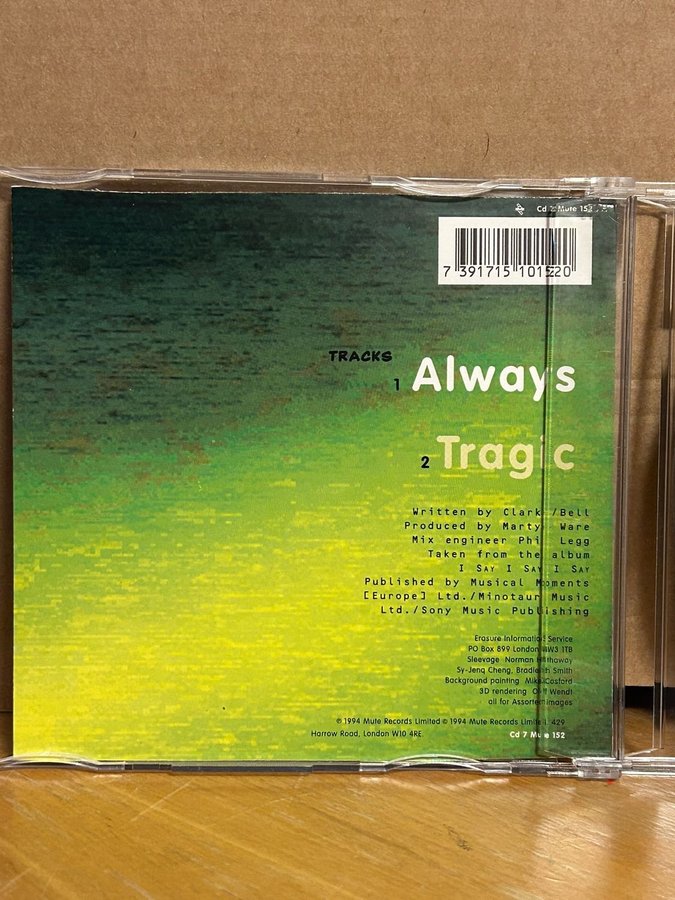 Cd 7 Mute 152
7 391715 101520
TRACKS
1 Always
2 Tragic
Written by Clarke/Bell
Produced by Martyn Ware
Mix engineer Phil Legg
Taken from the album
I SAY I SAY I SAY
Published by Musical Moments
[Europe] Ltd./Minotaur Music
Ltd./Sony Music Publishing
Erasure Information Service
PO Box 899 London NW3 1TB
Sleevage Norman Hathaway
Sy-Jenq Cheng, Bradleigh Smith
Background painting Mike Cosford
3D rendering Olaf Wendt
all for Assorted Images
℗ 1994 Mute Records Limited © 1994 Mute Records Limited. 429
Harrow Road, London W10 4RE.
Cd 7 Mute 152